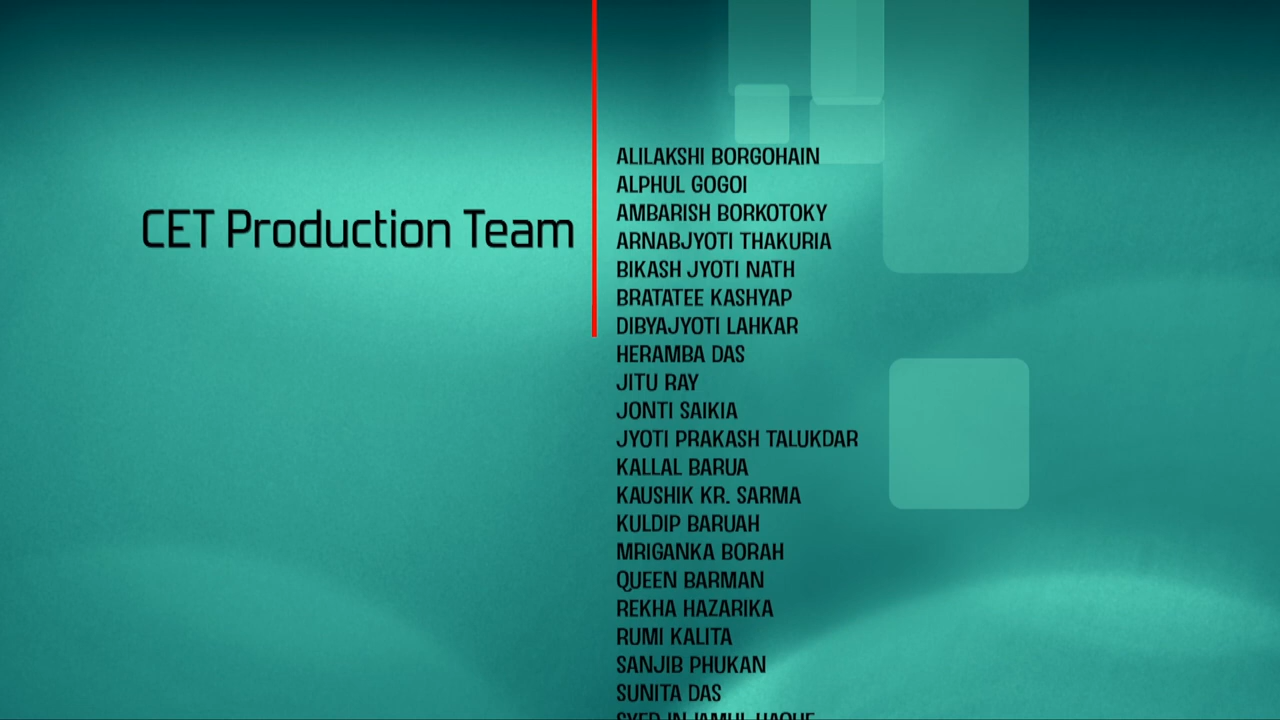 CET Production Team
ALILAKSHI BORGOHAIN
ALPHUL GOGOI
AMBARISH BORKOTOKY
ARNABJYOTI THAKURIA
BIKASH JYOTI NATH
BRATATEE KASHYAP
DIBYAJYOTI LAHKAR
HERAMBA DAS
JITU RAY
JONTI SAIKIA
JYOTI PRAKASH TALUKDAR
KALLAL BARUA
KAUSHIK KR. SARMA
KULDIP BARUAH
MRIGANKA BORAH
QUEEN BARMAN
REKHA HAZARIKA
RUMI KALITA
SANJIB PHUKAN
SUNITA DAS